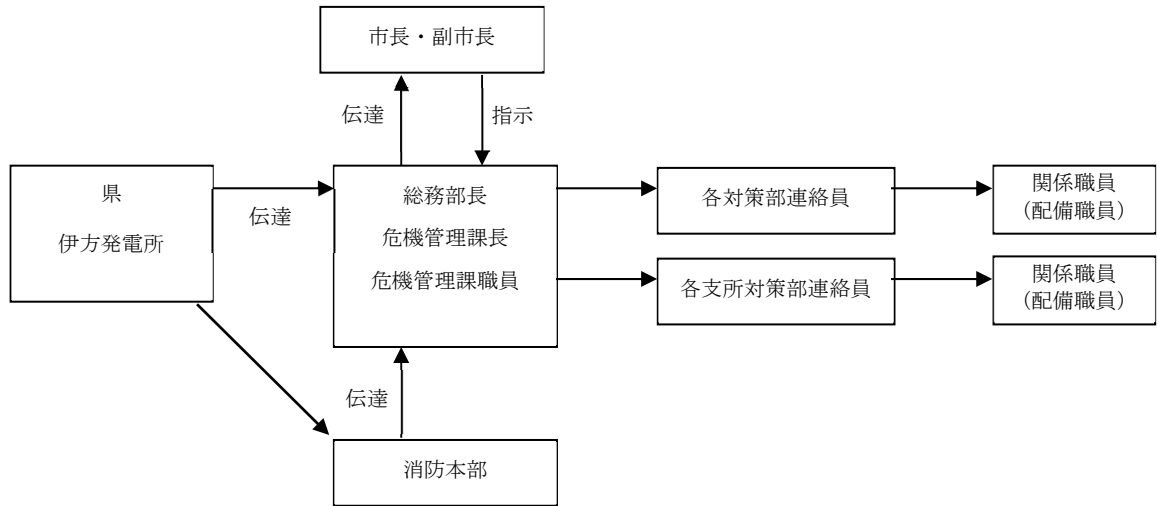 市長・副市長
伝達
指示
県
伊方発電所
伝達
総務部長
危機管理課長
危機管理課職員
各対策部連絡員
関係職員
(配備職員)
各支所対策部連絡員
関係職員
(配備職員)
伝達
消防本部